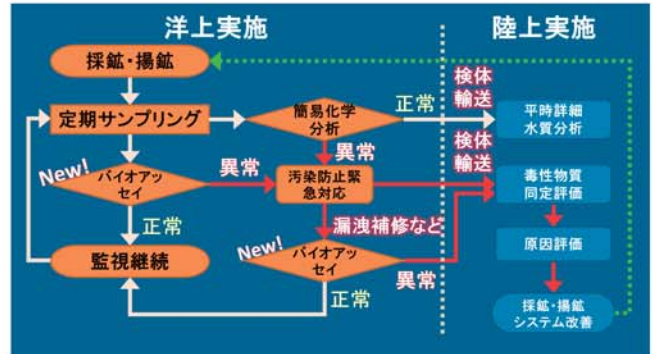 洋上実施
陸上実施
採鉱・揚鉱
検体
輸送
定期サンプリング
簡易化学
分析
正常
平時詳細
水質分析
異常
検体
輸送
New!
バイオアッ
セイ
異常
汚染防止緊
急対応
毒性物質
同定評価
正常
漏洩補修など
New!
監視継続
バイオアッ
セイ
異常
原因評価
正常
採鉱・揚鉱
システム改善